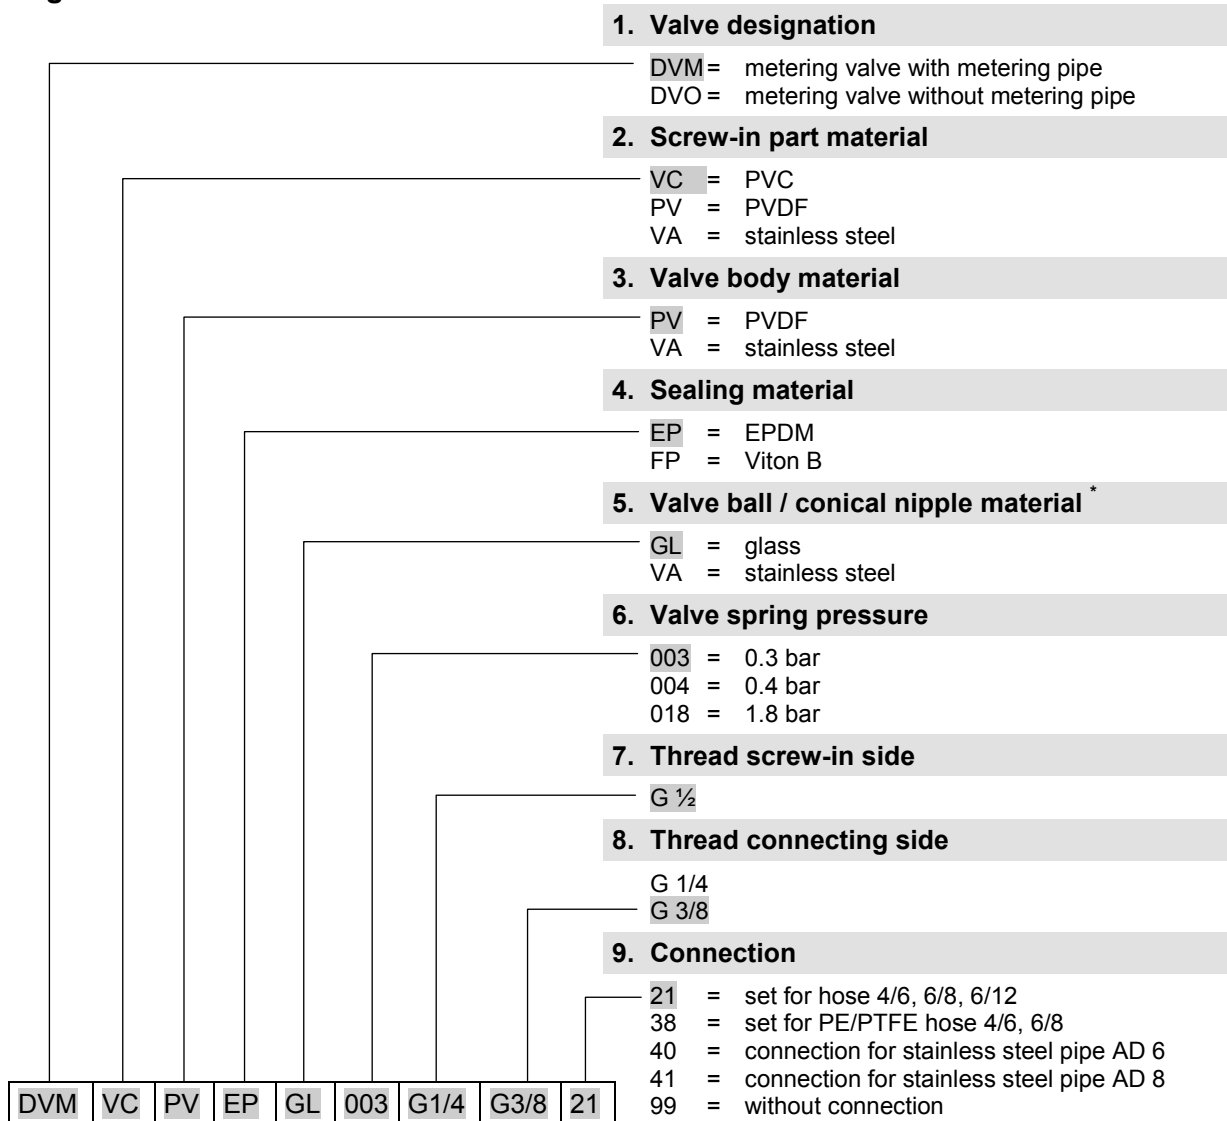 1. Valve designation
DVM = metering valve with metering pipe
DVO = metering valve without metering pipe
2. Screw-in part material
VC = PVC
PV = PVDF
VA = stainless steel
3. Valve body material
PV = PVDF
VA = stainless steel
4. Sealing material
EP = EPDM
FP = Viton B
5. Valve ball / conical nipple material *
GL = glass
VA = stainless steel
6. Valve spring pressure
003 = 0.3 bar
004 = 0.4 bar
018 = 1.8 bar
7. Thread screw-in side
G ½
8. Thread connecting side
G 1/4
G 3/8
9. Connection
21 = set for hose 4/6, 6/8, 6/12
38 = set for PE/PTFE hose 4/6, 6/8
40 = connection for stainless steel pipe AD 6
41 = connection for stainless steel pipe AD 8
99 = without connection
DVM VC PV EP GL 003 G1/4 G3/8 21